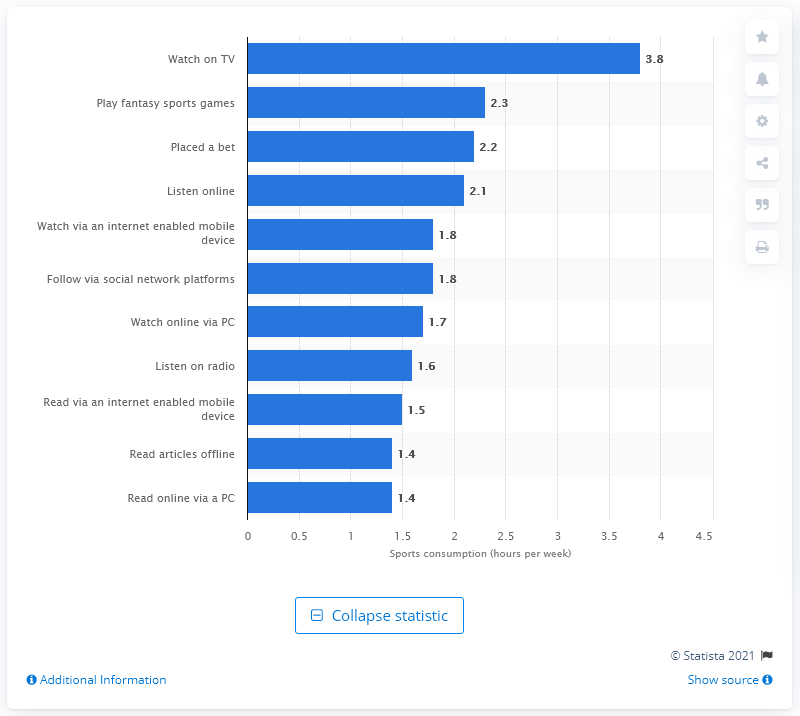 Watch on TV
3.8
Play fantasy sports games
2.3
Placed a bet
2.2
Listen online
2.1
Watch via an internet enabled mobile
device
1.8
Follow via social network platforms
1.8
Watch online via PC
1.7
Listen on radio
1.6
Read via an internet enabled mobile
device
1.5
Read articles offline
1.4
Read online via a PC
1.4
0 0.5 1 1.5 2 2.5 3 3.5 4 4.5
Sports consumption (hours per week)
Collapse statistic
© Statista 2021
Additional Information
Show source